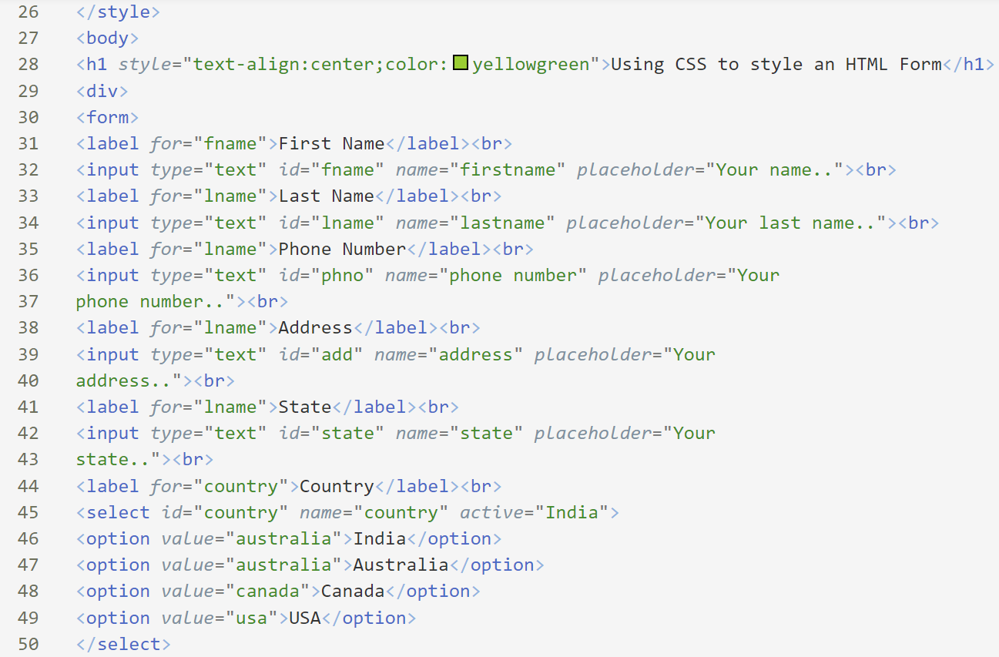 26 </style>
27 <body>
28 <h1 style="text-align:center;color:yellowgreen">Using CSS to style an HTML Form</h1>
29 <div>
30 <form>
31 <label for="fname">First Name</label><br>
32 <input type="text" id="fname" name="firstname" placeholder="Your name.."><br>
33 <label for="lname">Last Name</label><br>
34 <input type="text" id="lname" name="lastname" placeholder="Your last name.."><br>
35 <label for="lname">Phone Number</label><br>
36 <input type="text" id="phno" name="phone number" placeholder="Your
37 phone number.."><br>
38 <label for="lname">Address</label><br>
39 <input type="text" id="add" name="address" placeholder="Your
40 address.."><br>
41 <label for="lname">State</label><br>
42 <input type="text" id="state" name="state" placeholder="Your
43 state.."><br>
44 <label for="country">Country</label><br>
45 <select id="country" name="country" active="India">
46 <option value="australia">India</option>
47 <option value="australia">Australia</option>
48 <option value="canada">Canada</option>
49 <option value="usa">USA</option>
50 </select>